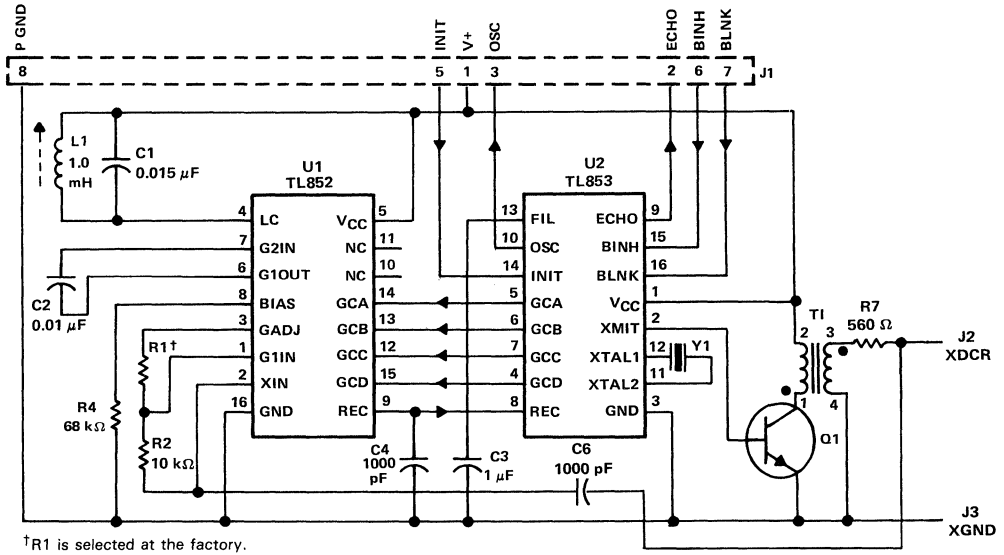 P GND
INIT
V+
OSC
ECHO
BINH
BLNK
8
5
1
3
2
6
7
J1
L1
1.0
mH
C1
0.015 μF
U1
TL852
U2
TL853
4
LC
VCC
5
7
G2IN
NC
11
6
G1OUT
NC
10
8
BIAS
GCA
14
3
GADJ
GCB
13
1
G1IN
GCC
12
2
XIN
GCD
15
16
GND
REC
9
13
FIL
ECHO
9
10
OSC
BINH
15
14
INIT
BLNK
16
5
GCA
VCC
1
6
GCB
XMIT
2
7
GCC
XTAL1
12
Y1
4
GCD
XTAL2
11
8
REC
GND
3
C2
0.01 μF
R1†
R4
68 kΩ
R2
10 kΩ
C4
1000
pF
C3
1 μF
C6
1000 pF
TI
2
3
1
4
R7
560 Ω
J2
XDCR
Q1
J3
XGND
†R1 is selected at the factory.